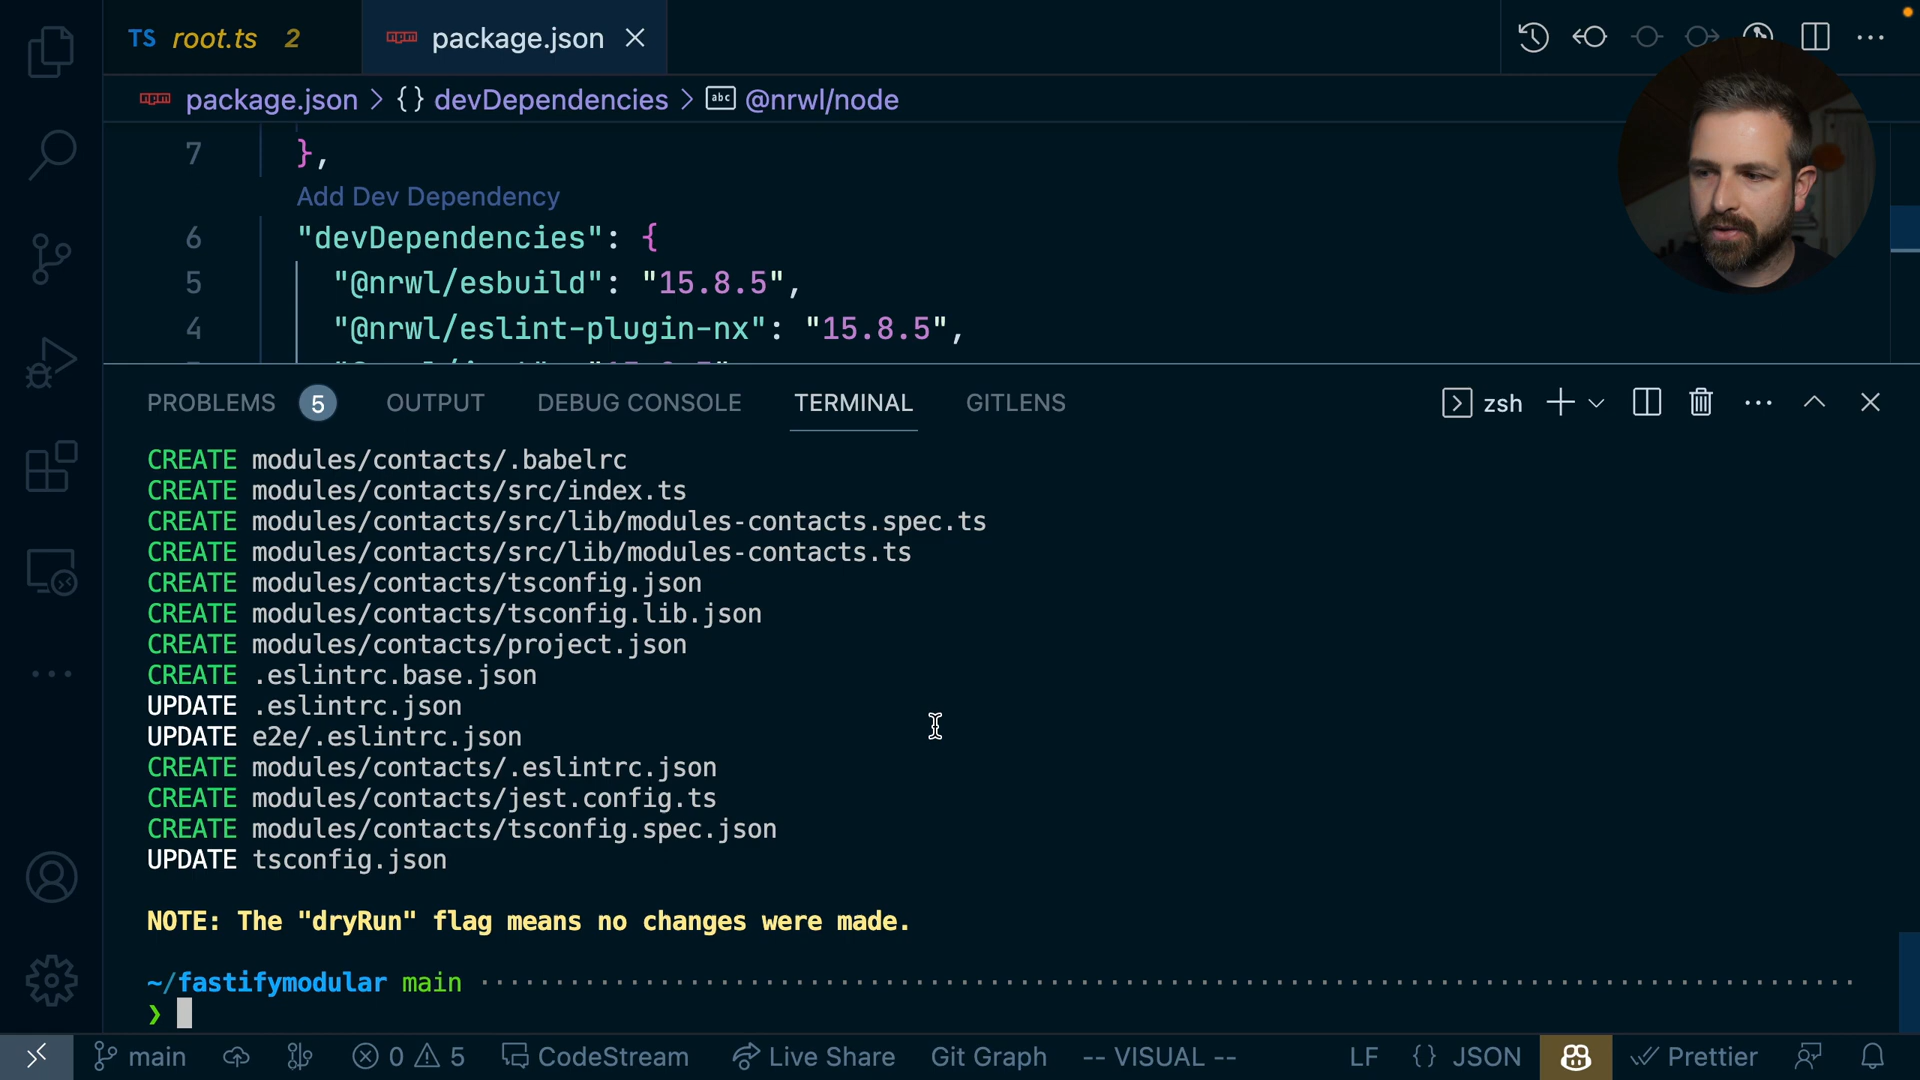 TS root.ts 2
package.json
package.json > {} devDependencies > abc @nrwl/node
7 },
Add Dev Dependency
6 "devDependencies": {
5 "@nrwl/esbuild": "15.8.5",
4 "@nrwl/eslint-plugin-nx": "15.8.5",
PROBLEMS 5 OUTPUT DEBUG CONSOLE TERMINAL GITLENS zsh
CREATE modules/contacts/.babelrc
CREATE modules/contacts/src/index.ts
CREATE modules/contacts/src/lib/modules-contacts.spec.ts
CREATE modules/contacts/src/lib/modules-contacts.ts
CREATE modules/contacts/tsconfig.json
CREATE modules/contacts/tsconfig.lib.json
CREATE modules/contacts/project.json
CREATE .eslintrc.base.json
UPDATE .eslintrc.json
UPDATE e2e/.eslintrc.json
CREATE modules/contacts/.eslintrc.json
CREATE modules/contacts/jest.config.ts
CREATE modules/contacts/tsconfig.spec.json
UPDATE tsconfig.json
NOTE: The "dryRun" flag means no changes were made.
~/fastifymodular main
❯
main 0 5 CodeStream Live Share Git Graph -- VISUAL -- LF {} JSON Prettier